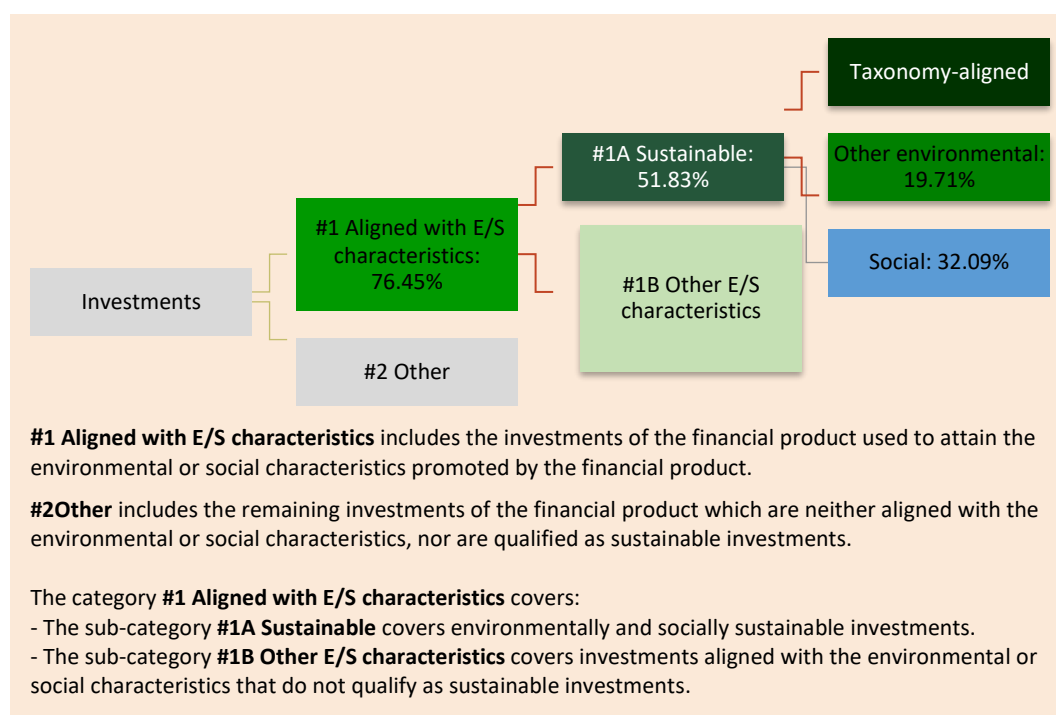 Taxonomy-aligned
#1A Sustainable:
51.83%
Other environmental:
19.71%
#1 Aligned with E/S
characteristics:
76.45%
Social: 32.09%
#1B Other E/S
characteristics
Investments
#2 Other
#1 Aligned with E/S characteristics includes the investments of the financial product used to attain the
environmental or social characteristics promoted by the financial product.
#2Other includes the remaining investments of the financial product which are neither aligned with the
environmental or social characteristics, nor are qualified as sustainable investments.
The category #1 Aligned with E/S characteristics covers:
- The sub-category #1A Sustainable covers environmentally and socially sustainable investments.
- The sub-category #1B Other E/S characteristics covers investments aligned with the environmental or
social characteristics that do not qualify as sustainable investments.